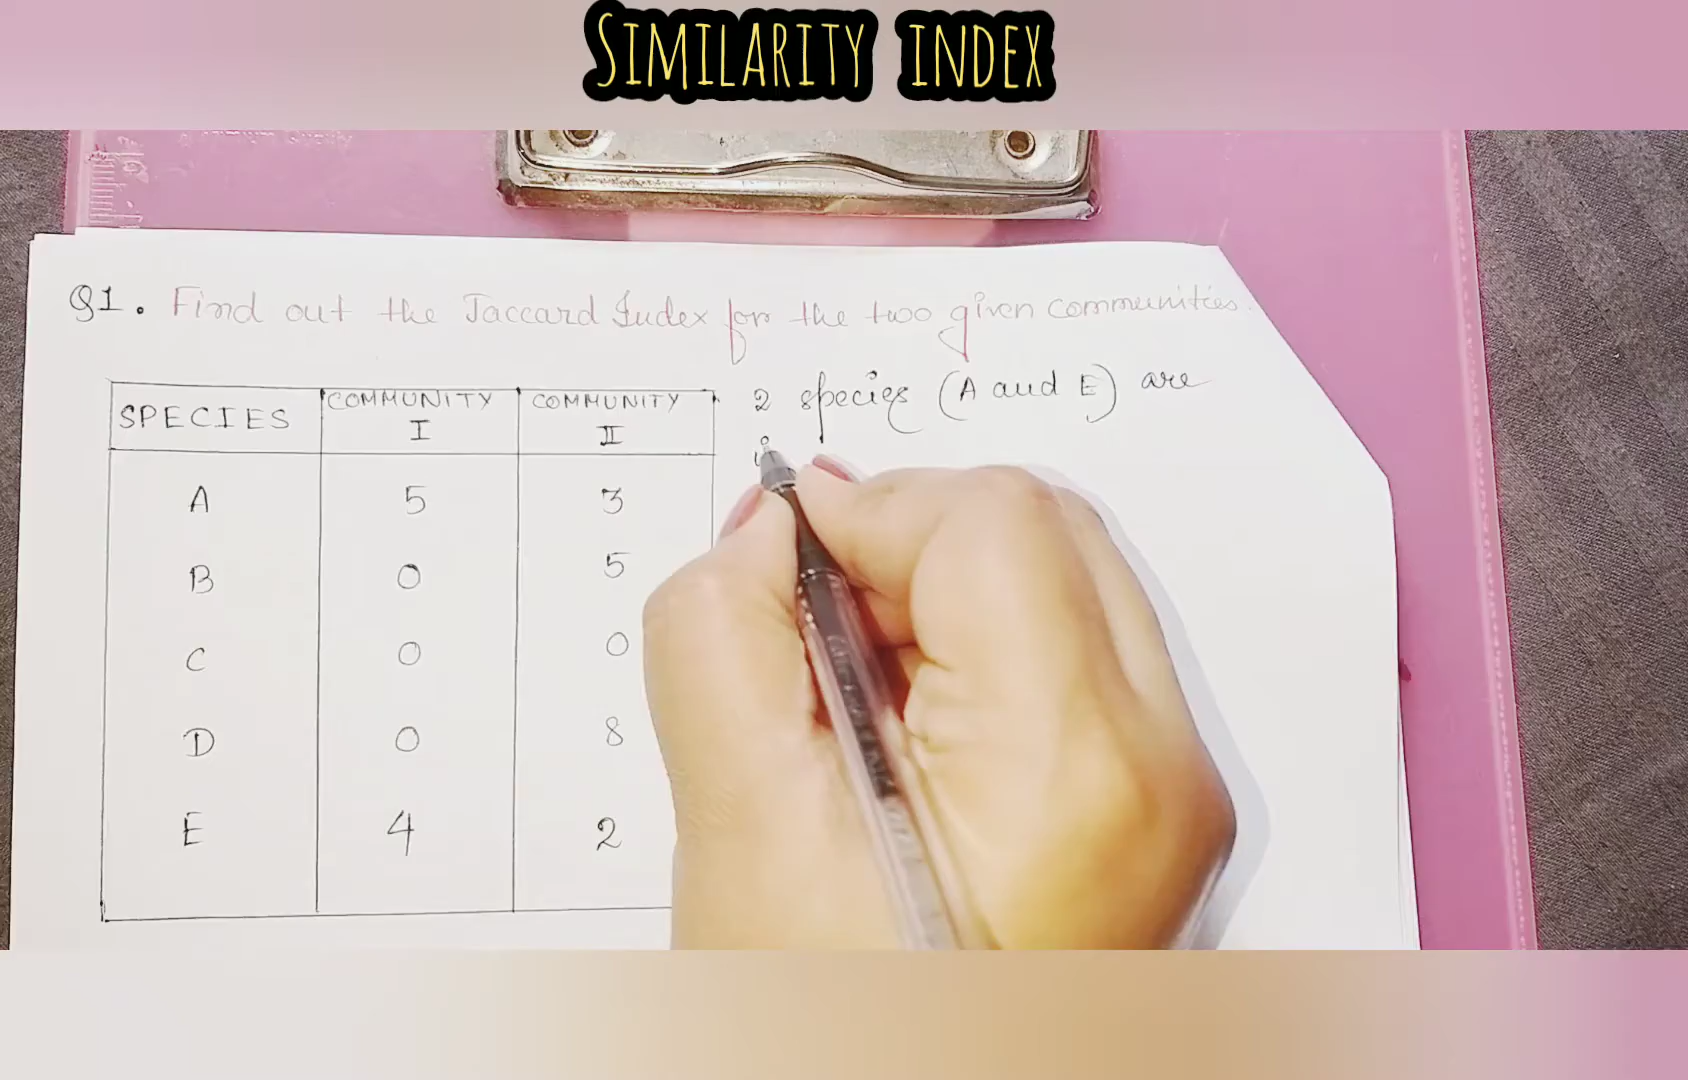 SIMILARITY INDEX
Q1. Find out the Jaccard Index for the two given communities.
SPECIES COMMUNITY I COMMUNITY II
A 5 3
B 0 5
C 0 0
D 0 8
E 4 2
2 species (A and E) are